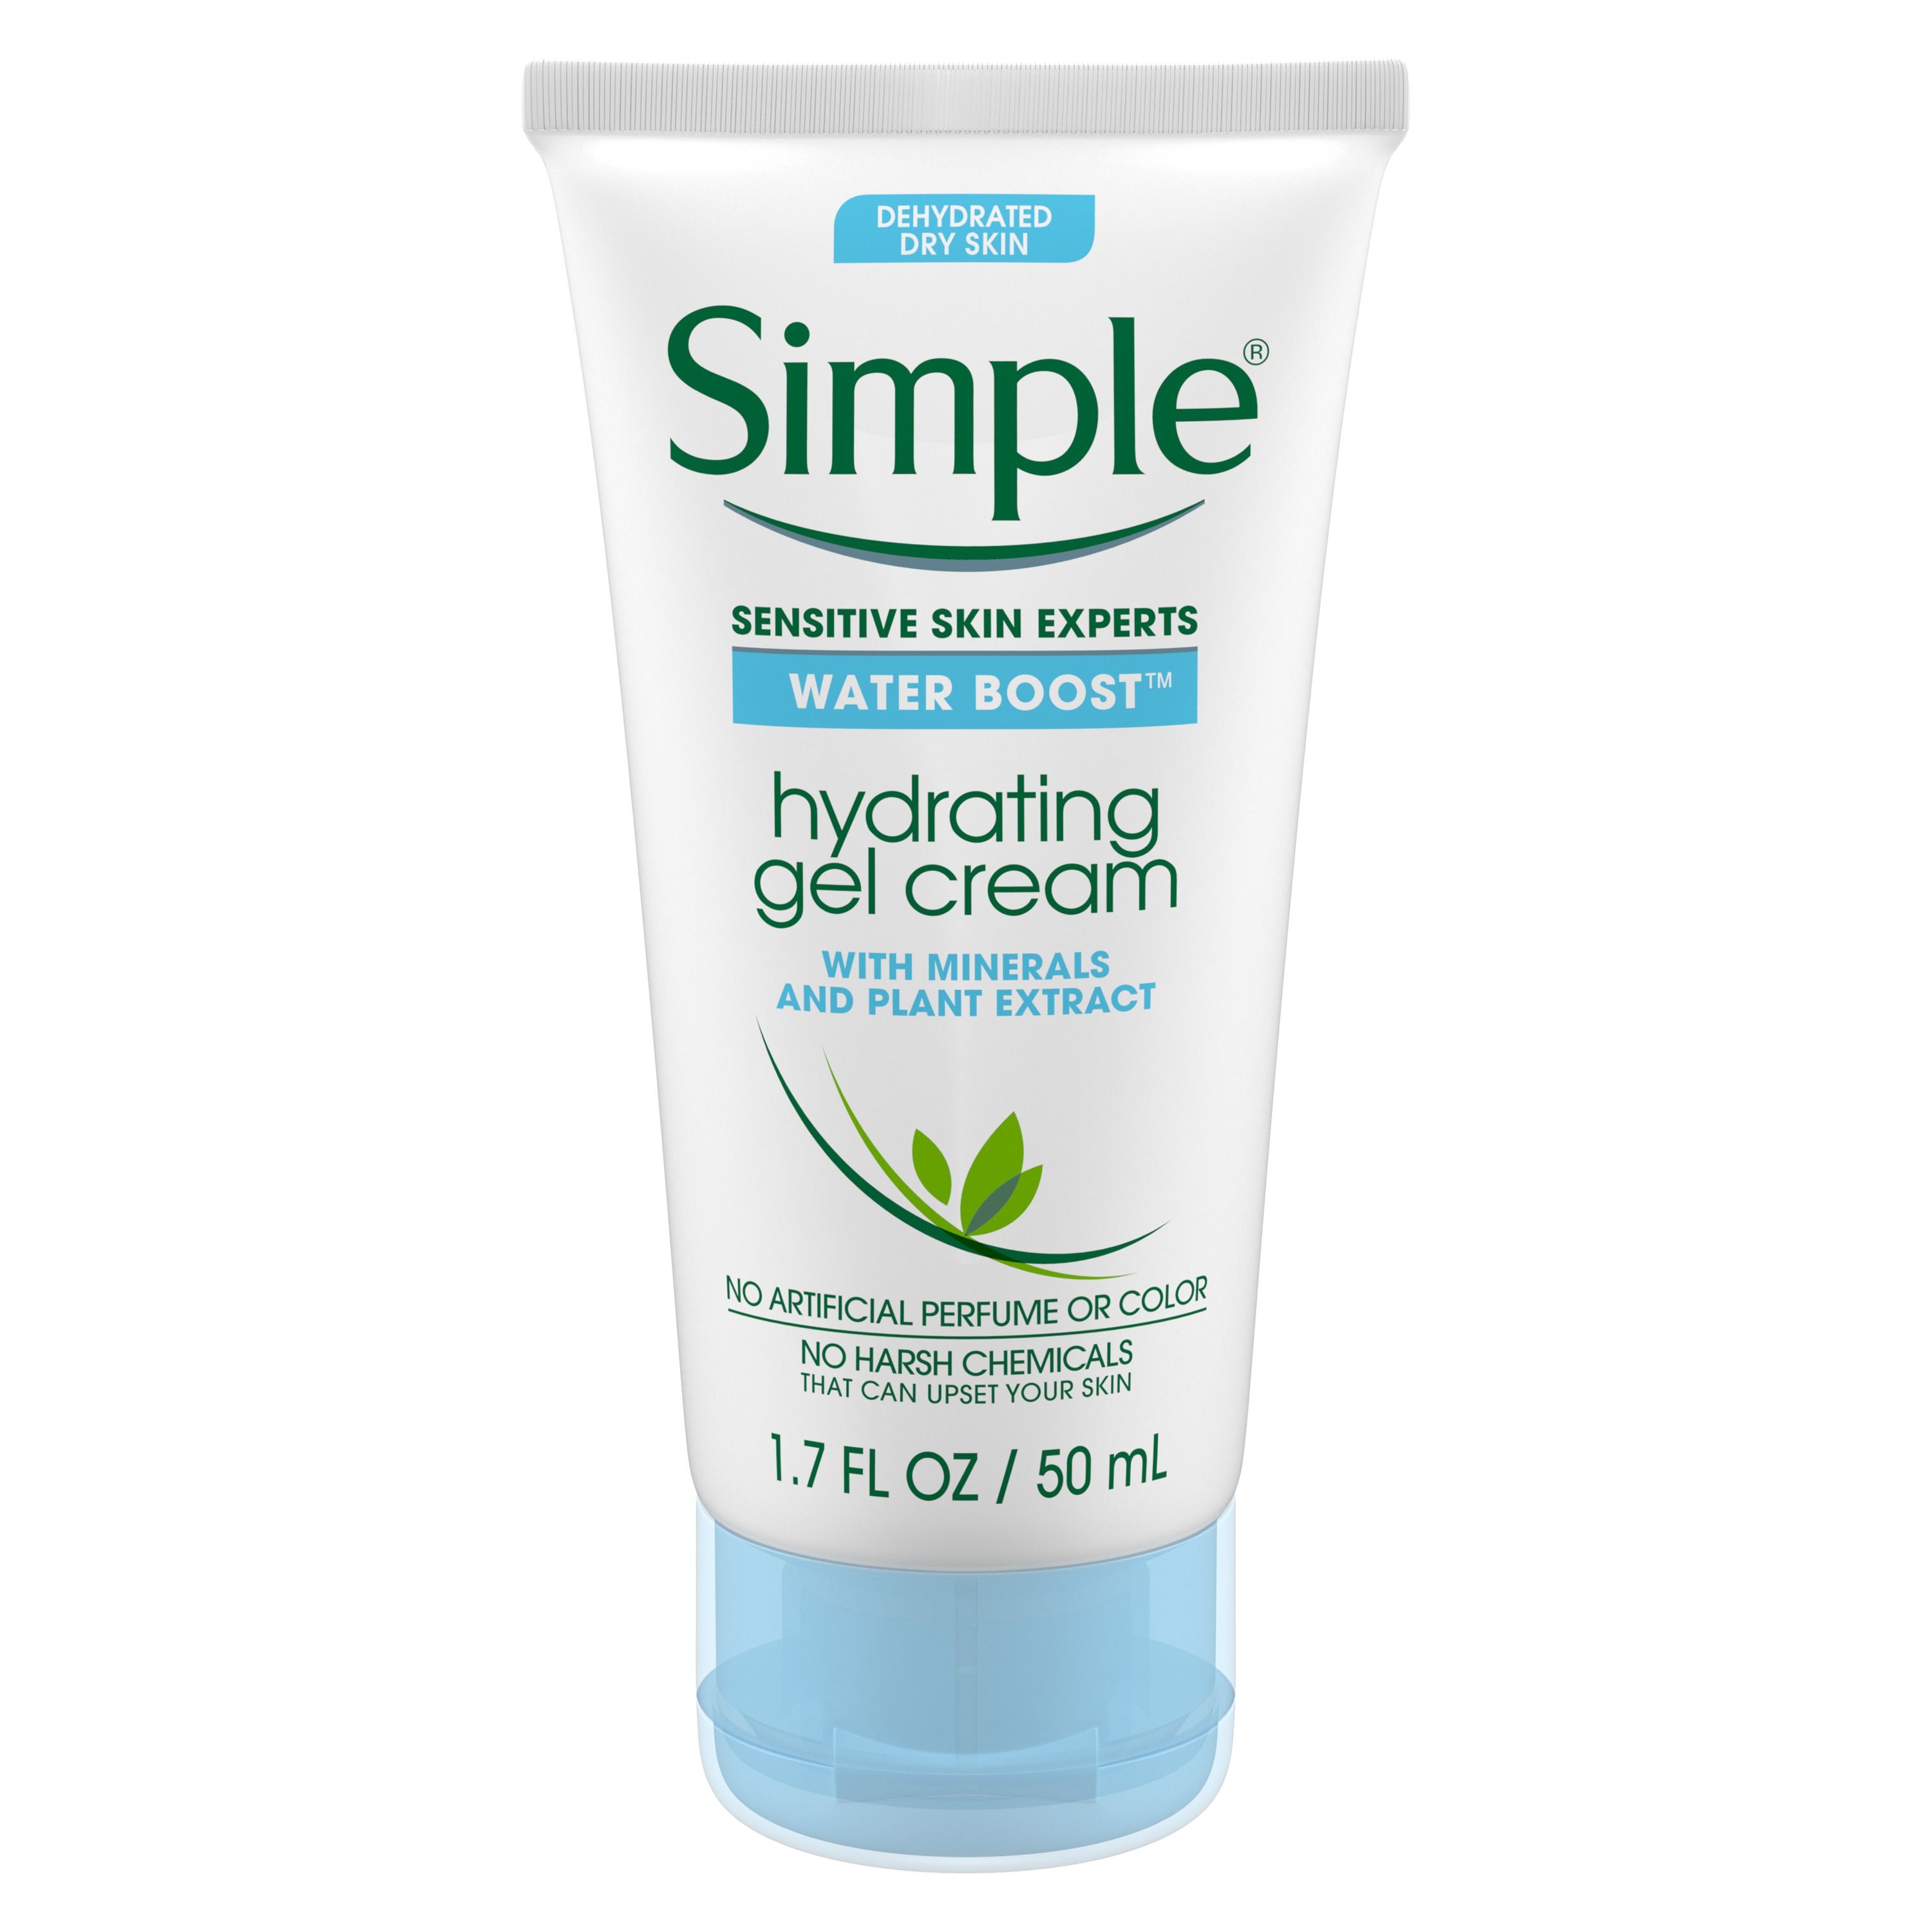 DEHYDRATED
DRY SKIN
Simple®
SENSITIVE SKIN EXPERTS
WATER BOOST™
hydrating
gel cream
WITH MINERALS
AND PLANT EXTRACT
NO ARTIFICIAL PERFUME OR COLOR
NO HARSH CHEMICALS
THAT CAN UPSET YOUR SKIN
1.7 FL OZ / 50 mL